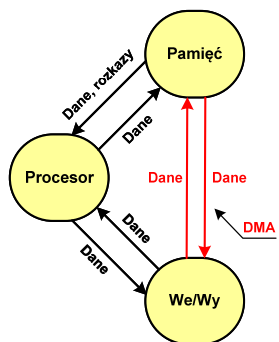 Pamięć
Dane, rozkazy
Dane
Procesor
Dane
Dane
DMA
Dane
Dane
We/Wy